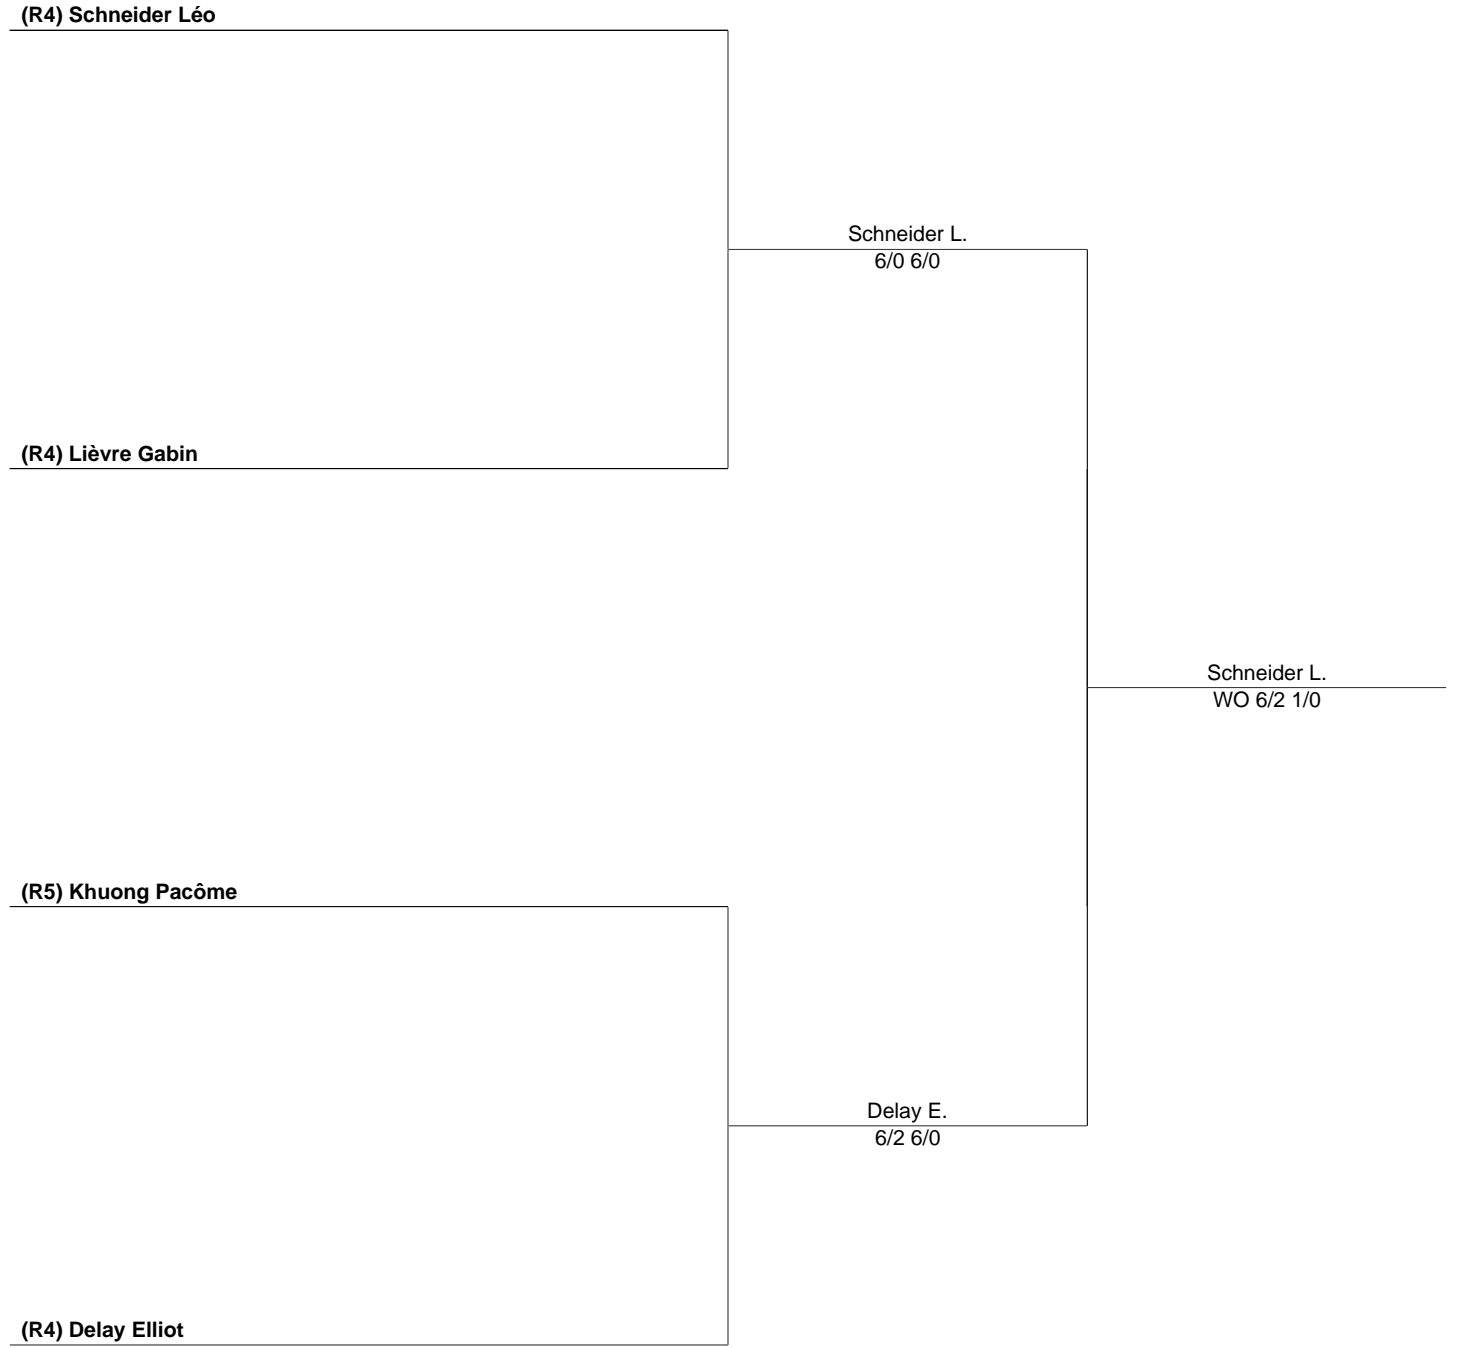 (R4) Schneider Léo
Schneider L.
6/0 6/0
(R4) Lièvre Gabin
Schneider L.
WO 6/2 1/0
(R5) Khuong Pacôme
Delay E.
6/2 6/0
(R4) Delay Elliot